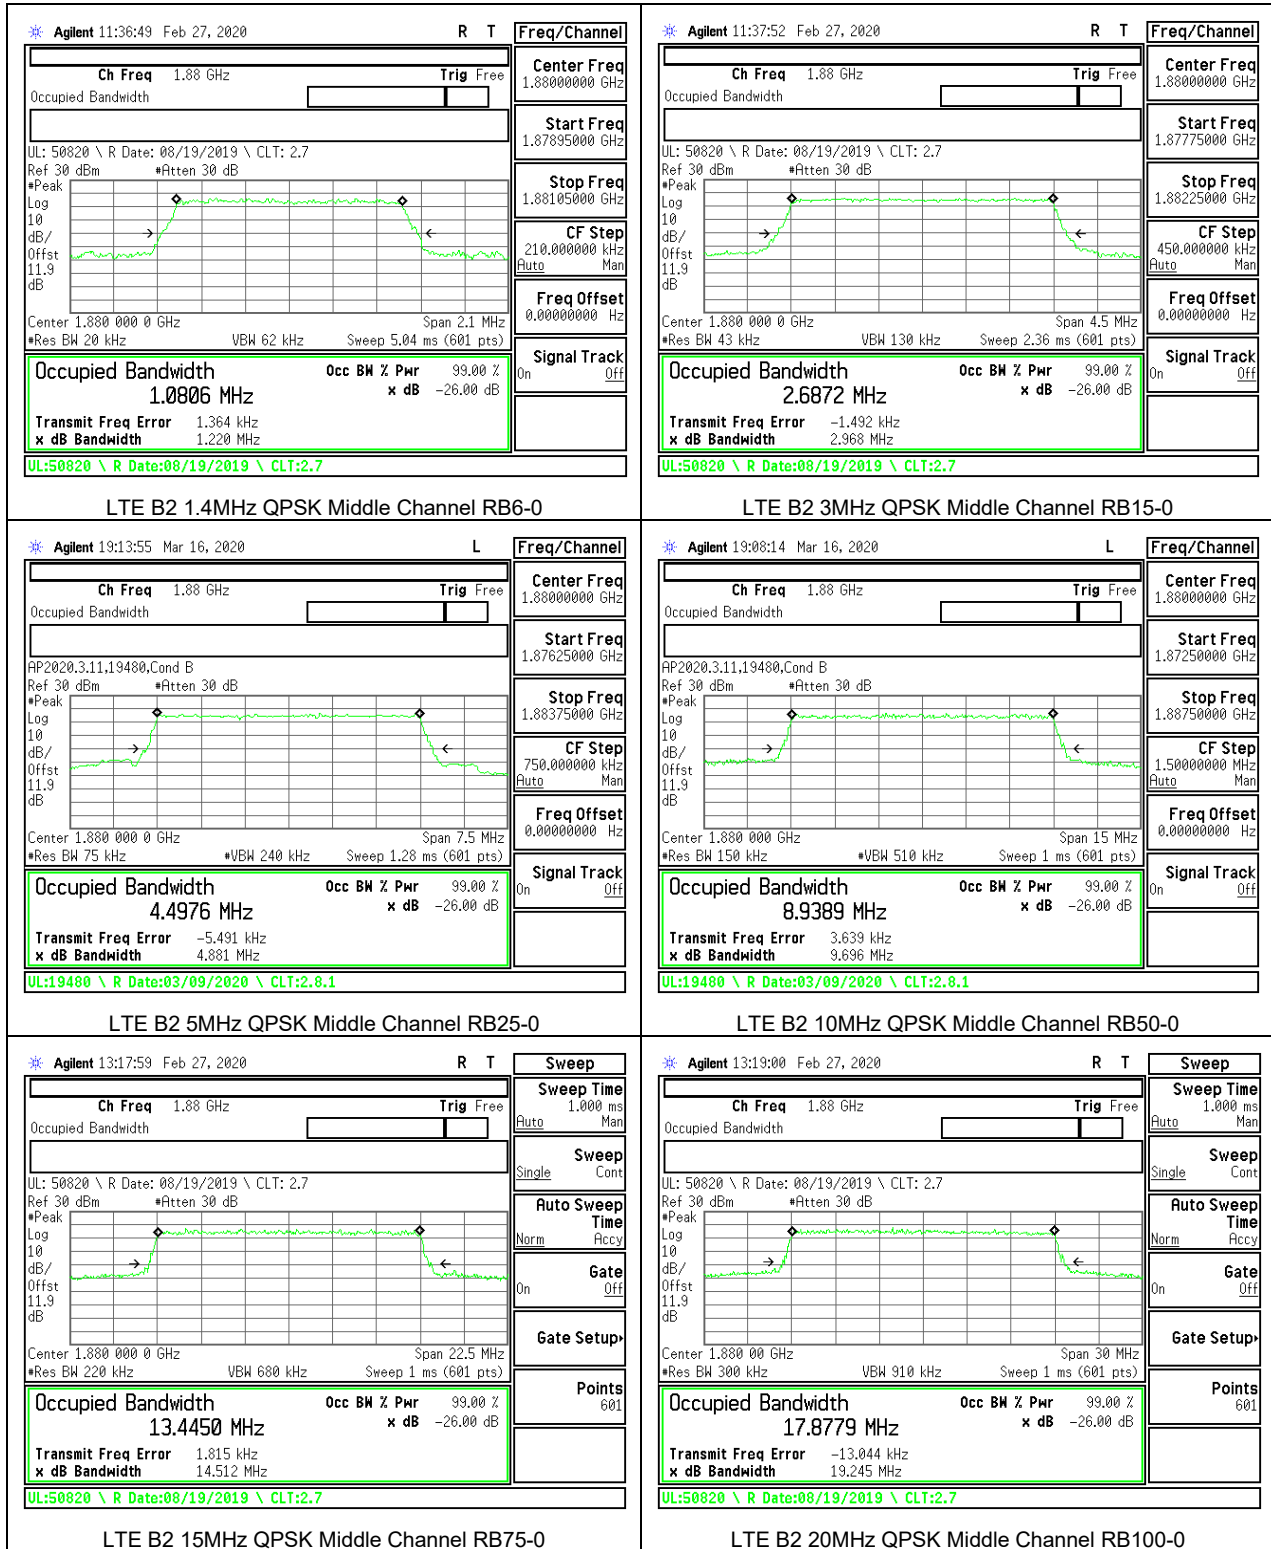 Agilent 11:36:49 Feb 27, 2020 R T
Freq/Channel
Ch Freq 1.88 GHz Trig Free
Occupied Bandwidth
Center Freq
1.88000000 GHz
Start Freq
1.87895000 GHz
Stop Freq
1.88105000 GHz
CF Step
210.000000 kHz
Auto Man
Freq Offset
0.00000000 Hz
Signal Track
On Off
UL: 50820 \ R Date: 08/19/2019 \ CLT: 2.7
Ref 30 dBm #Atten 30 dB
#Peak
Log
10
dB/
Offst
11.9
dB
Center 1.880 000 0 GHz Span 2.1 MHz
#Res BW 20 kHz VBW 62 kHz Sweep 5.04 ms (601 pts)
Occupied Bandwidth Occ BW % Pwr 99.00 %
1.0806 MHz x dB -26.00 dB
Transmit Freq Error 1.364 kHz
x dB Bandwidth 1.220 MHz
UL:50820 \ R Date:08/19/2019 \ CLT:2.7
LTE B2 1.4MHz QPSK Middle Channel RB6-0
Agilent 11:37:52 Feb 27, 2020 R T
Freq/Channel
Ch Freq 1.88 GHz Trig Free
Occupied Bandwidth
Center Freq
1.88000000 GHz
Start Freq
1.87775000 GHz
Stop Freq
1.88225000 GHz
CF Step
450.000000 kHz
Auto Man
Freq Offset
0.00000000 Hz
Signal Track
On Off
UL: 50820 \ R Date: 08/19/2019 \ CLT: 2.7
Ref 30 dBm #Atten 30 dB
#Peak
Log
10
dB/
Offst
11.9
dB
Center 1.880 000 0 GHz Span 4.5 MHz
#Res BW 43 kHz VBW 130 kHz Sweep 2.36 ms (601 pts)
Occupied Bandwidth Occ BW % Pwr 99.00 %
2.6872 MHz x dB -26.00 dB
Transmit Freq Error -1.492 kHz
x dB Bandwidth 2.968 MHz
UL:50820 \ R Date:08/19/2019 \ CLT:2.7
LTE B2 3MHz QPSK Middle Channel RB15-0
Agilent 19:13:55 Mar 16, 2020 L
Freq/Channel
Ch Freq 1.88 GHz Trig Free
Occupied Bandwidth
Center Freq
1.88000000 GHz
Start Freq
1.87625000 GHz
Stop Freq
1.88375000 GHz
CF Step
750.000000 kHz
Auto Man
Freq Offset
0.00000000 Hz
Signal Track
On Off
AP2020.3.11,19480,Cond B
Ref 30 dBm #Atten 30 dB
#Peak
Log
10
dB/
Offst
11.9
dB
Center 1.880 000 0 GHz Span 7.5 MHz
#Res BW 75 kHz #VBW 240 kHz Sweep 1.28 ms (601 pts)
Occupied Bandwidth Occ BW % Pwr 99.00 %
4.4976 MHz x dB -26.00 dB
Transmit Freq Error -5.491 kHz
x dB Bandwidth 4.881 MHz
UL:19480 \ R Date:03/09/2020 \ CLT:2.8.1
LTE B2 5MHz QPSK Middle Channel RB25-0
Agilent 19:08:14 Mar 16, 2020 L
Freq/Channel
Ch Freq 1.88 GHz Trig Free
Occupied Bandwidth
Center Freq
1.88000000 GHz
Start Freq
1.87250000 GHz
Stop Freq
1.88750000 GHz
CF Step
1.50000000 MHz
Auto Man
Freq Offset
0.00000000 Hz
Signal Track
On Off
AP2020.3.11,19480,Cond B
Ref 30 dBm #Atten 30 dB
#Peak
Log
10
dB/
Offst
11.9
dB
Center 1.880 000 GHz Span 15 MHz
#Res BW 150 kHz #VBW 510 kHz Sweep 1 ms (601 pts)
Occupied Bandwidth Occ BW % Pwr 99.00 %
8.9389 MHz x dB -26.00 dB
Transmit Freq Error 3.639 kHz
x dB Bandwidth 9.696 MHz
UL:19480 \ R Date:03/09/2020 \ CLT:2.8.1
LTE B2 10MHz QPSK Middle Channel RB50-0
Agilent 13:17:59 Feb 27, 2020 R T
Sweep
Ch Freq 1.88 GHz Trig Free
Occupied Bandwidth
Sweep Time
1.000 ms
Auto Man
Sweep
Single Cont
Auto Sweep
Time
Norm Accy
Gate
On Off
Gate Setup
Points
601
UL: 50820 \ R Date: 08/19/2019 \ CLT: 2.7
Ref 30 dBm #Atten 30 dB
#Peak
Log
10
dB/
Offst
11.9
dB
Center 1.880 000 0 GHz Span 22.5 MHz
#Res BW 220 kHz VBW 680 kHz Sweep 1 ms (601 pts)
Occupied Bandwidth Occ BW % Pwr 99.00 %
13.4450 MHz x dB -26.00 dB
Transmit Freq Error 1.815 kHz
x dB Bandwidth 14.512 MHz
UL:50820 \ R Date:08/19/2019 \ CLT:2.7
LTE B2 15MHz QPSK Middle Channel RB75-0
Agilent 13:19:00 Feb 27, 2020 R T
Sweep
Ch Freq 1.88 GHz Trig Free
Occupied Bandwidth
Sweep Time
1.000 ms
Auto Man
Sweep
Single Cont
Auto Sweep
Time
Norm Accy
Gate
On Off
Gate Setup
Points
601
UL: 50820 \ R Date: 08/19/2019 \ CLT: 2.7
Ref 30 dBm #Atten 30 dB
#Peak
Log
10
dB/
Offst
11.9
dB
Center 1.880 00 GHz Span 30 MHz
#Res BW 300 kHz VBW 910 kHz Sweep 1 ms (601 pts)
Occupied Bandwidth Occ BW % Pwr 99.00 %
17.8779 MHz x dB -26.00 dB
Transmit Freq Error -13.044 kHz
x dB Bandwidth 19.245 MHz
UL:50820 \ R Date:08/19/2019 \ CLT:2.7
LTE B2 20MHz QPSK Middle Channel RB100-0